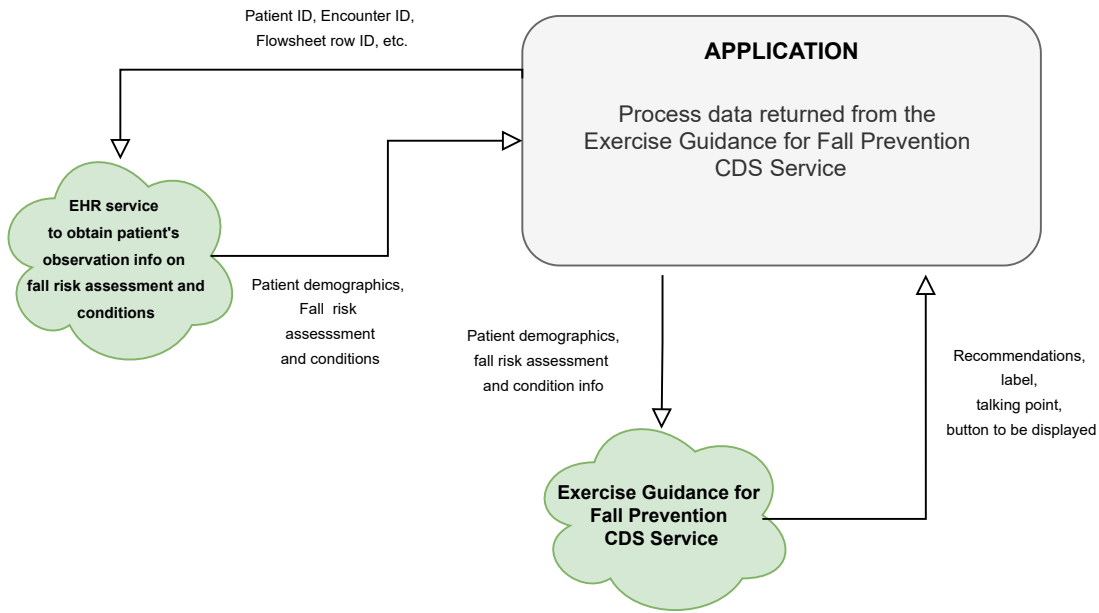 Patient ID, Encounter ID,
Flowsheet row ID, etc.
APPLICATION
Process data returned from the
Exercise Guidance for Fall Prevention
CDS Service
EHR service
to obtain patient's
observation info on
fall risk assessment and
conditions
Patient demographics,
Fall risk
assesssment
and conditions
Patient demographics,
fall risk assessment
and condition info
Recommendations,
label,
talking point,
button to be displayed
Exercise Guidance for
Fall Prevention
CDS Service